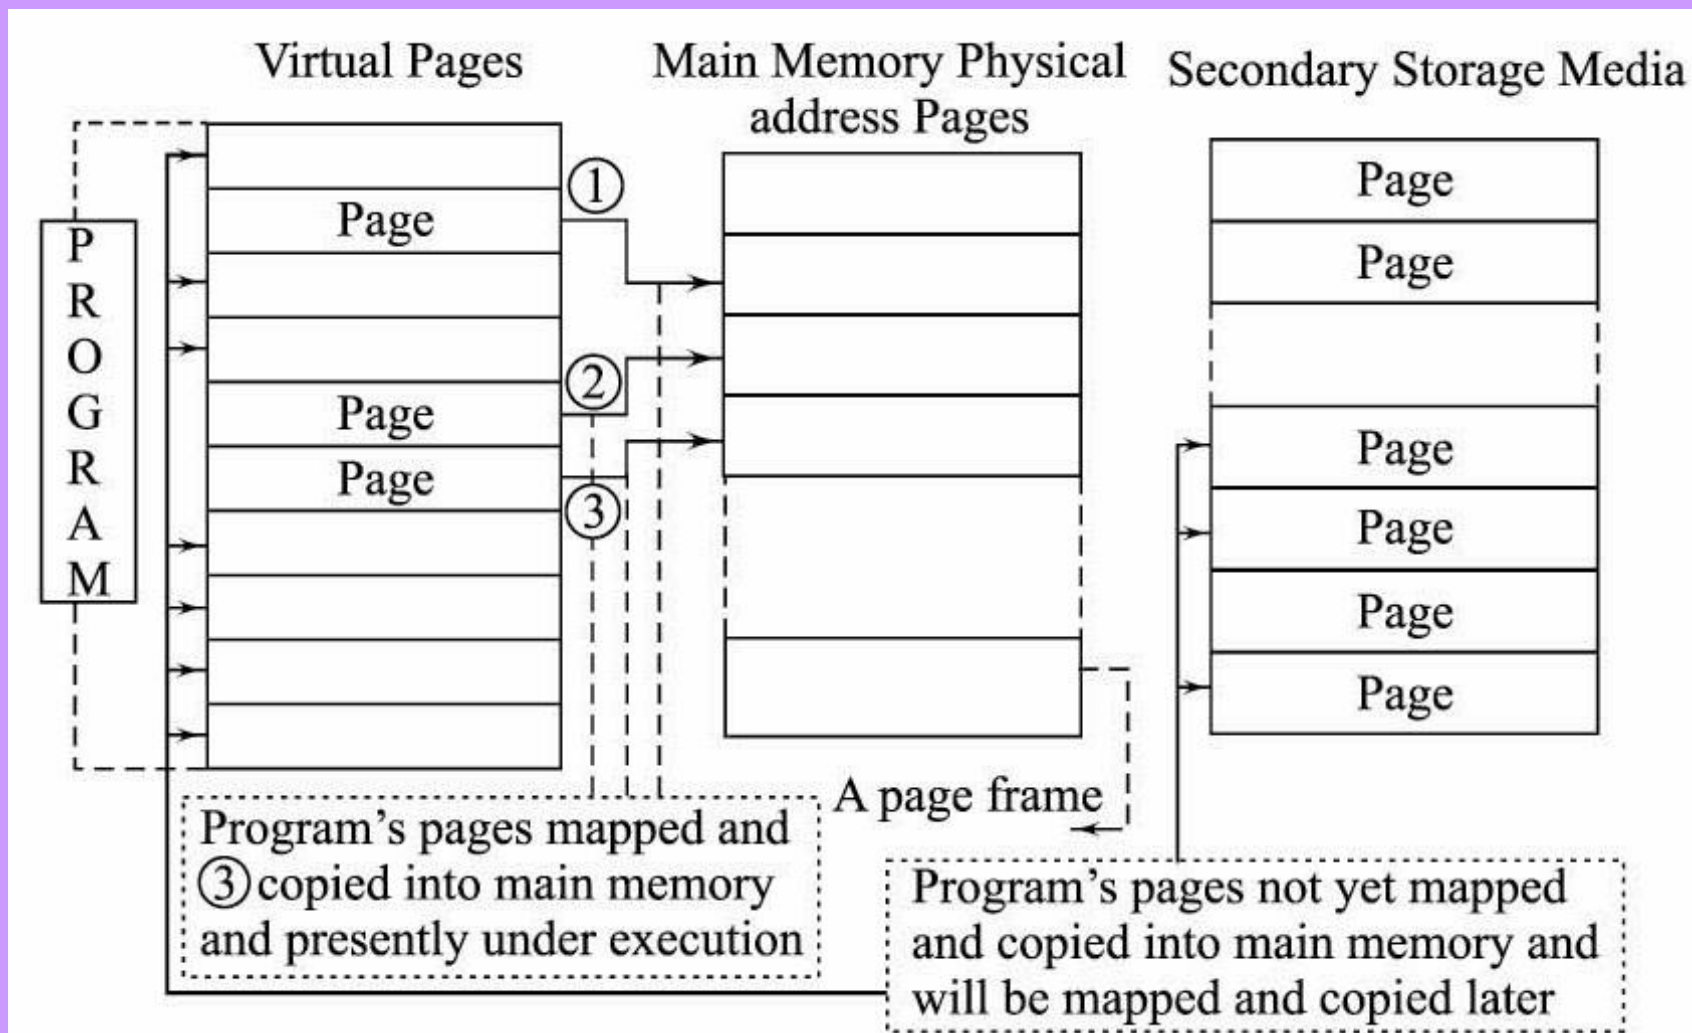 Virtual Pages
Main Memory Physical
address Pages
Secondary Storage Media
PROGRAM
Page
Page
Page
1
2
3
Page
Page
Page
Page
Page
Page
A page frame
Program's pages mapped and
3 copied into main memory
and presently under execution
Program's pages not yet mapped
and copied into main memory and
will be mapped and copied later